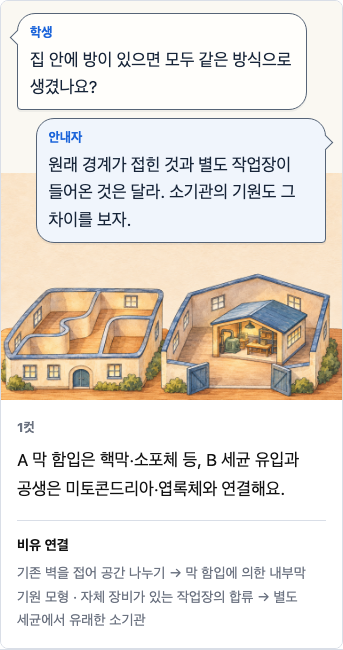 학생
집 안에 방이 있으면 모두 같은 방식으로
생겼나요?
안내자
원래 경계가 접힌 것과 별도 작업장이
들어온 것은 달라. 소기관의 기원도 그
차이를 보자.
1컷
A 막 함입은 핵막·소포체 등, B 세균 유입과
공생은 미토콘드리아·엽록체와 연결해요.
비유 연결
기존 벽을 접어 공간 나누기 → 막 함입에 의한 내부막
기원 모형 · 자체 장비가 있는 작업장의 합류 → 별도
세균에서 유래한 소기관